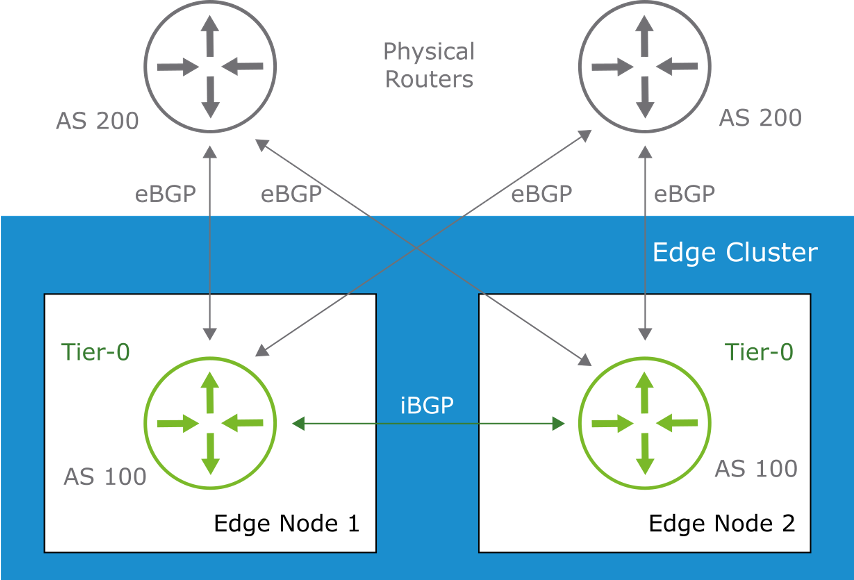 Physical
Routers
AS 200
AS 200
eBGP
eBGP
eBGP
eBGP
Edge Cluster
Tier-0
Tier-0
iBGP
AS 100
AS 100
Edge Node 1
Edge Node 2